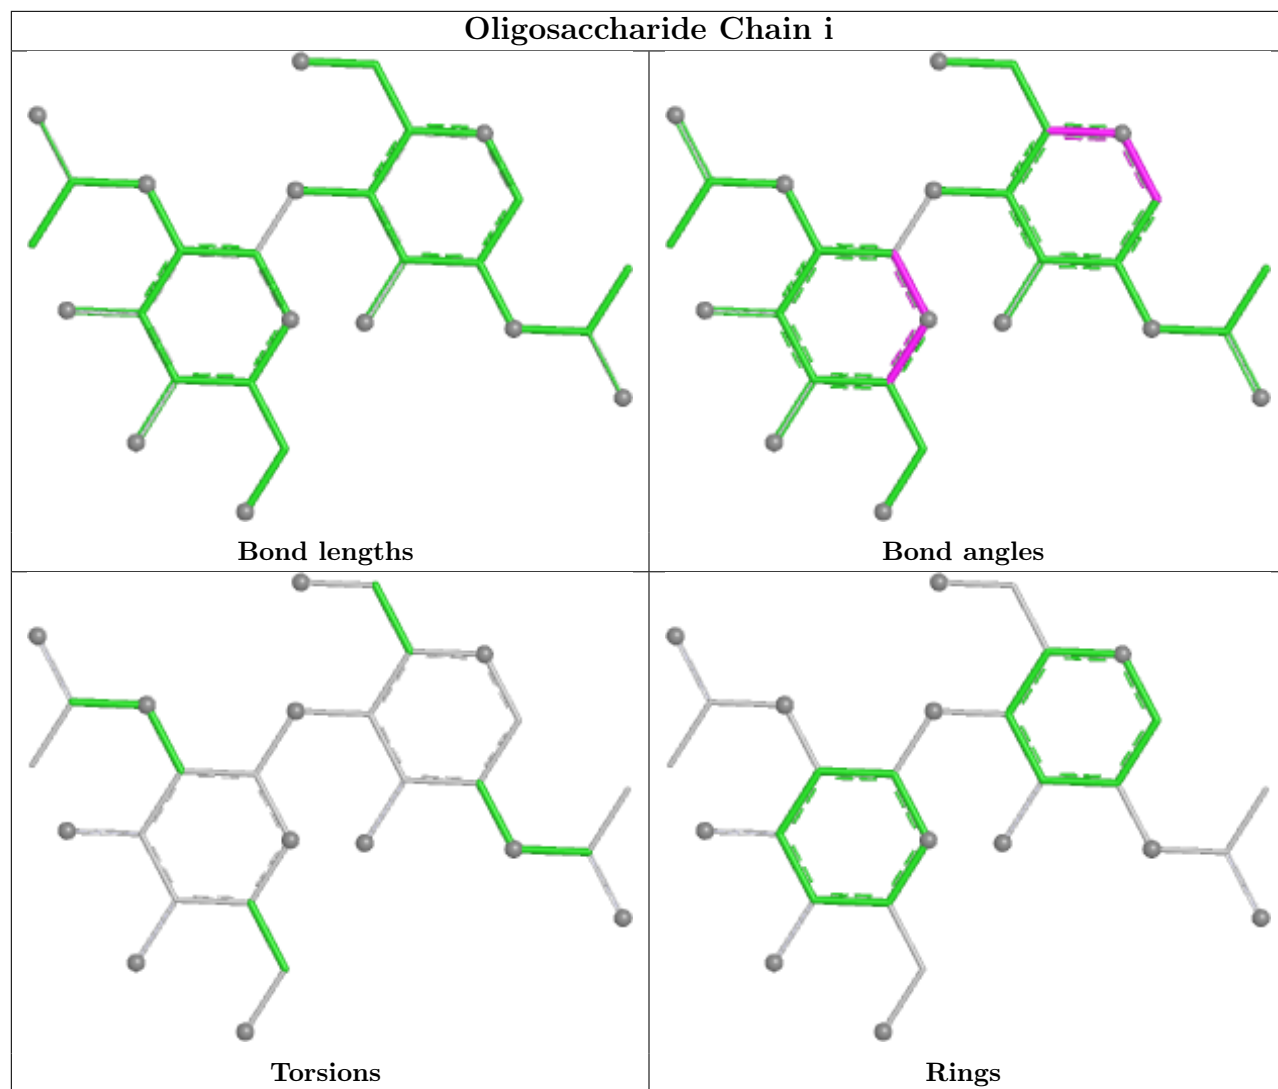 Oligosaccharide Chain i
Bond lengths
Bond angles
Torsions
Rings